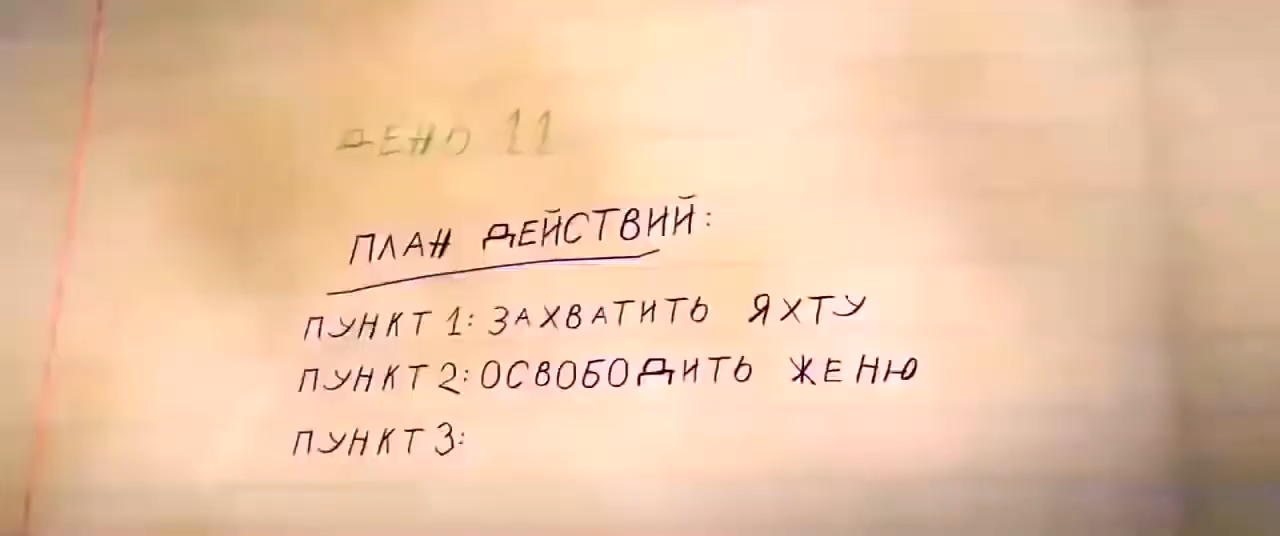 ДЕНЬ 11
ПЛАН ДЕЙСТВИЙ:
ПУНКТ 1: ЗАХВАТИТЬ ЯХТУ
ПУНКТ 2: ОСВОБОДИТЬ ЖЕНЮ
ПУНКТ 3: